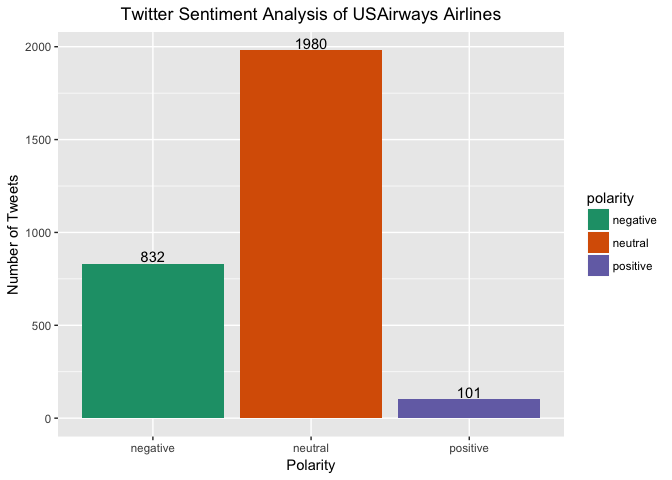 Twitter Sentiment Analysis of USAirways Airlines
Number of Tweets
2000
1500
1000
500
0
832
1980
101
negative
neutral
positive
Polarity
polarity
negative
neutral
positive